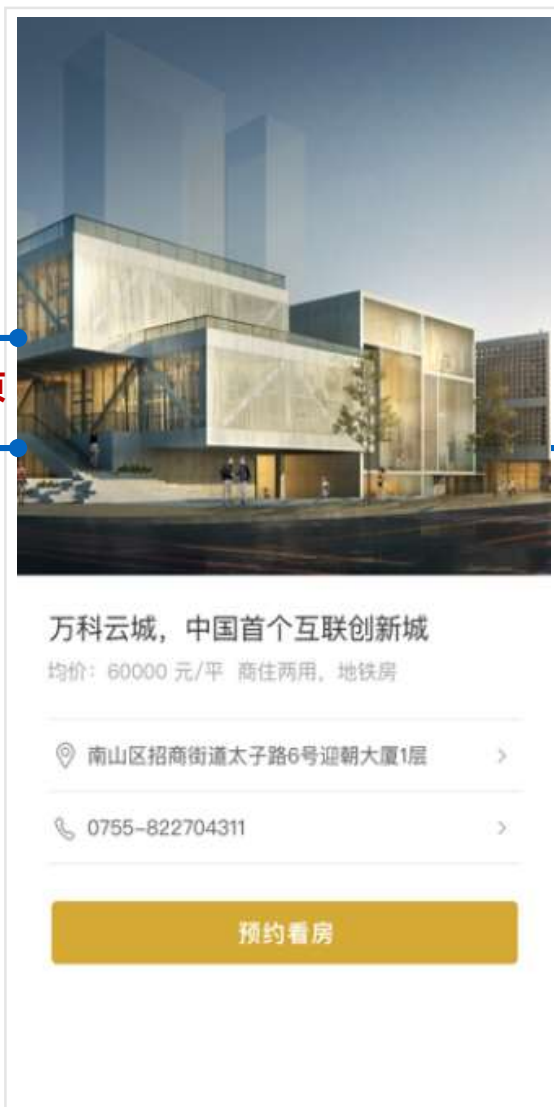 万科云城，中国首个互联创新城
均价：60000 元/平 商住两用，地铁房
南山区招商街道太子路6号迎朝大厦1层
0755-822704311
预约看房